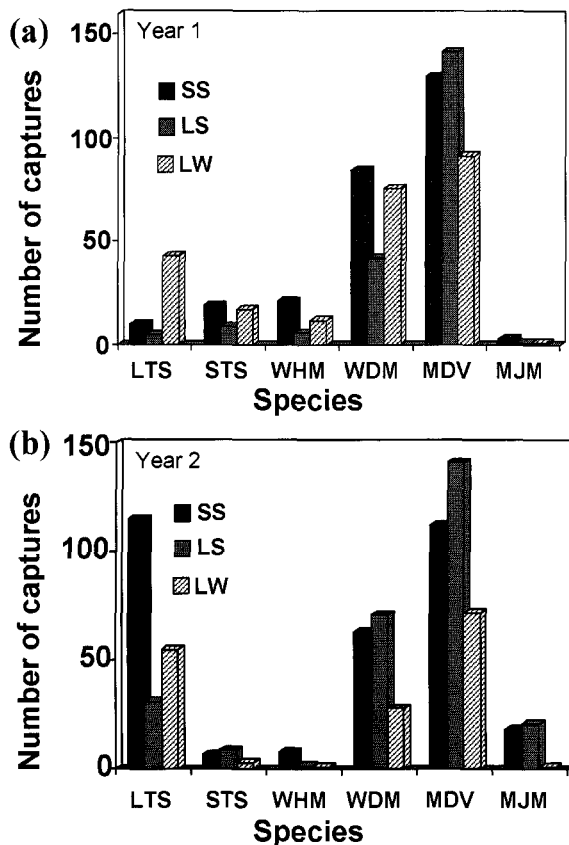 (a)
Year 1
150
100
50
0
Number of captures
SS
LS
LW
LTS STS WHM WDM MDV MJM
Species
(b)
Year 2
150
100
50
0
Number of captures
SS
LS
LW
LTS STS WHM WDM MDV MJM
Species